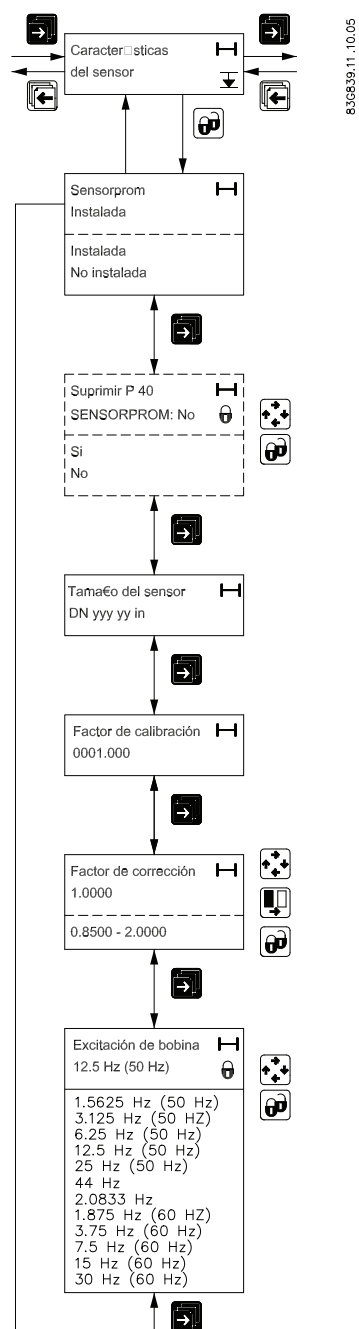 83G839.11.10.05
Caracter□sticas
del sensor
Sensorprom
Instalada
Instalada
No instalada
Suprimir P 40
SENSORPROM: No
Si
No
Tama€o del sensor
DN yyy yy in
Factor de calibración
0001.000
Factor de corrección
1.0000
0.8500 - 2.0000
Excitación de bobina
12.5 Hz (50 Hz)
1.5625 Hz (50 Hz)
3.125 Hz (50 HZ)
6.25 Hz (50 Hz)
12.5 Hz (50 Hz)
25 Hz (50 Hz)
44 Hz
2.0833 Hz
1.875 Hz (60 HZ)
3.75 Hz (60 Hz)
7.5 Hz (60 Hz)
15 Hz (60 Hz)
30 Hz (60 Hz)